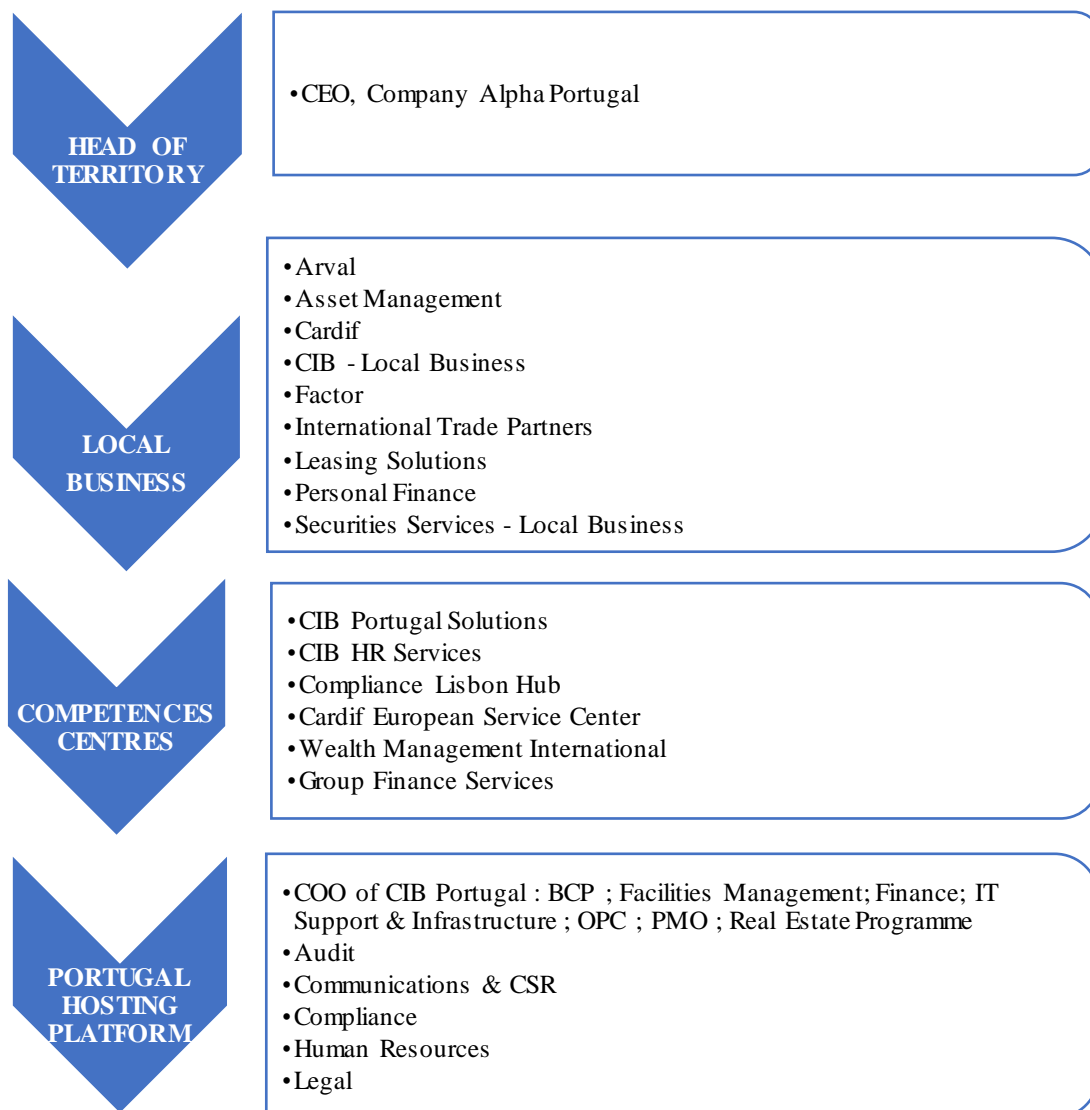 HEAD OF
TERRITORY
•CEO, Company Alpha Portugal
LOCAL
BUSINESS
•Arval
•Asset Management
•Cardif
•CIB - Local Business
•Factor
•International Trade Partners
•Leasing Solutions
•Personal Finance
•Securities Services - Local Business
COMPETENCES
CENTRES
•CIB Portugal Solutions
•CIB HR Services
•Compliance Lisbon Hub
•Cardif European Service Center
•Wealth Management International
•Group Finance Services
PORTUGAL
HOSTING
PLATFORM
•COO of CIB Portugal : BCP ; Facilities Management; Finance; IT
Support & Infrastructure ; OPC ; PMO ; Real Estate Programme
•Audit
•Communications & CSR
•Compliance
•Human Resources
•Legal